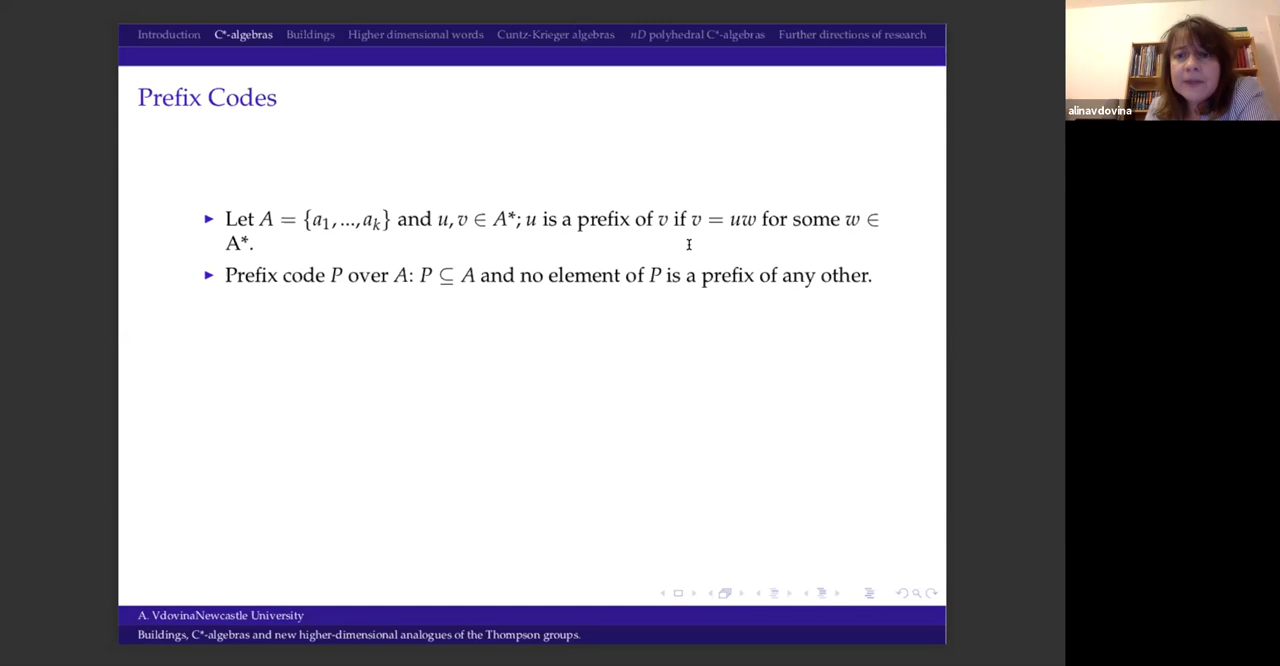 Introduction C*-algebras Buildings Higher dimensional words Cuntz-Krieger algebras nD polyhedral C*-algebras Further directions of research
Prefix Codes
► Let A = {a₁, ..., aₖ} and u, v ∈ A*; u is a prefix of v if v = uw for some w ∈
A*.
► Prefix code P over A: P ⊆ A and no element of P is a prefix of any other.
A. VdovinaNewcastle University
Buildings, C*-algebras and new higher-dimensional analogues of the Thompson groups.
alinavdovina